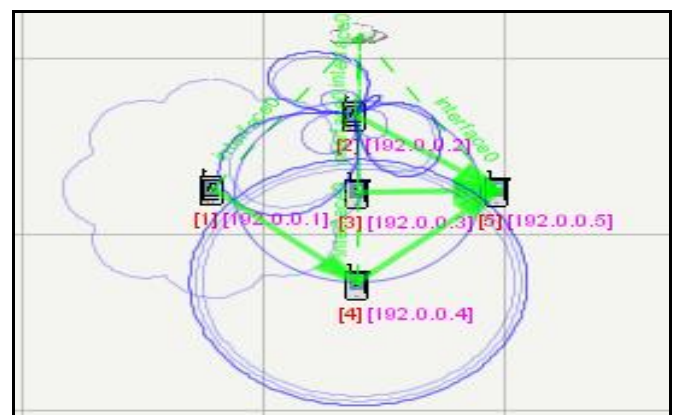 interface0
interface0
interface0
[2] [192.0.0.2]
[1] [192.0.0.1] [3] [192.0.0.3] [5] [192.0.0.5]
[4] [192.0.0.4]